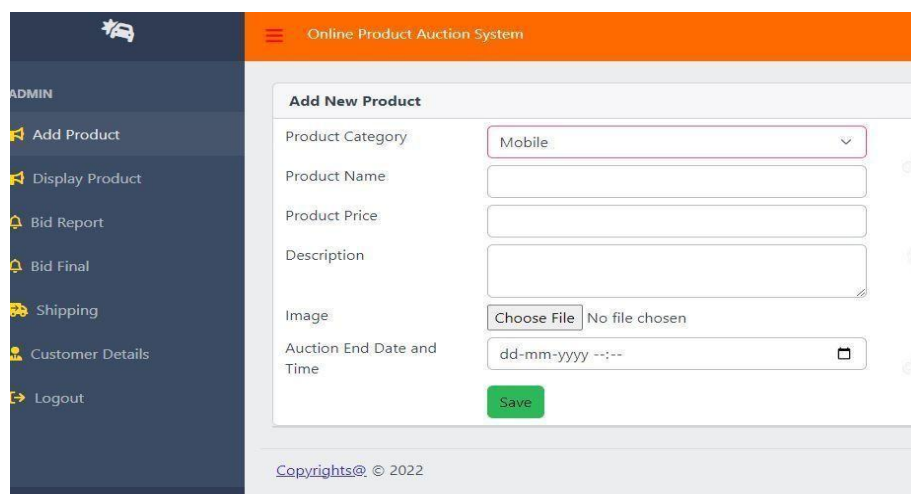 Online Product Auction System
ADMIN
Add Product
Display Product
Bid Report
Bid Final
Shipping
Customer Details
Logout
Add New Product
Product Category
Mobile
Product Name
Product Price
Description
Image
Choose File No file chosen
Auction End Date and
Time
dd-mm-yyyy --:--
Save
Copyrights@ © 2022